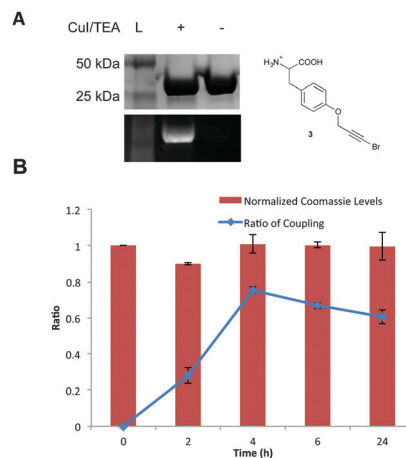 A
CuI/TEA L + -
50 kDa
25 kDa
H₂N⁺ COOH
O
Br
3
B
Normalized Coomassie Levels
Ratio of Coupling
1.2
1
0.8
0.6
0.4
0.2
0
Ratio
0 2 4 6 24
Time (h)